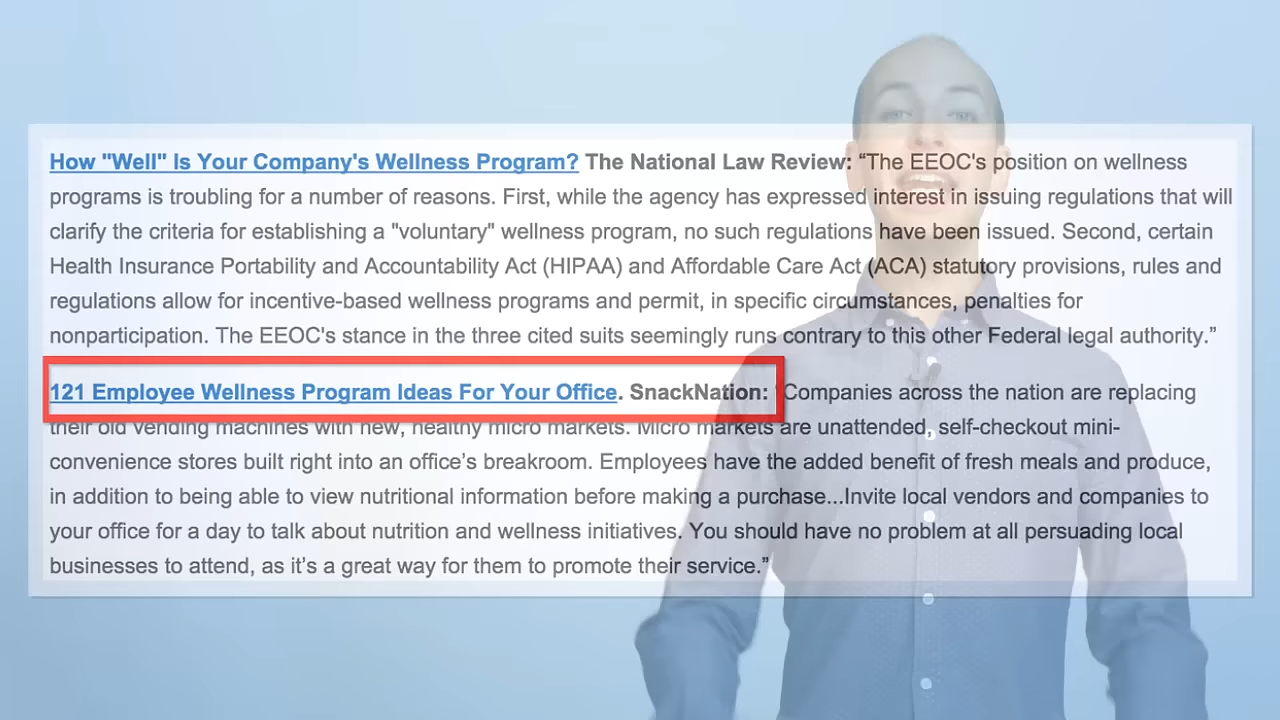 How "Well" Is Your Company's Wellness Program? The National Law Review: “The EEOC's position on wellness
programs is troubling for a number of reasons. First, while the agency has expressed interest in issuing regulations that will
clarify the criteria for establishing a "voluntary" wellness program, no such regulations have been issued. Second, certain
Health Insurance Portability and Accountability Act (HIPAA) and Affordable Care Act (ACA) statutory provisions, rules and
regulations allow for incentive-based wellness programs and permit, in specific circumstances, penalties for
nonparticipation. The EEOC's stance in the three cited suits seemingly runs contrary to this other Federal legal authority.”
121 Employee Wellness Program Ideas For Your Office. SnackNation: “Companies across the nation are replacing
their old vending machines with new, healthy micro markets. Micro markets are unattended, self-checkout mini-
convenience stores built right into an office’s breakroom. Employees have the added benefit of fresh meals and produce,
in addition to being able to view nutritional information before making a purchase...Invite local vendors and companies to
your office for a day to talk about nutrition and wellness initiatives. You should have no problem at all persuading local
businesses to attend, as it’s a great way for them to promote their service.”